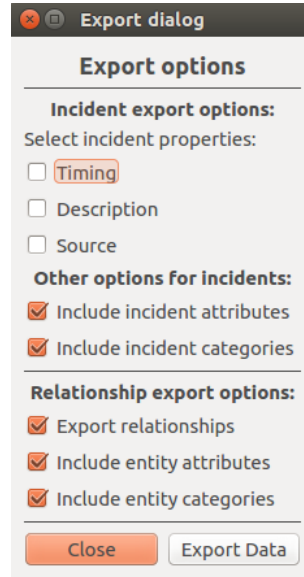 Export dialog
Export options
Incident export options:
Select incident properties:
Timing
Description
Source
Other options for incidents:
Include incident attributes
Include incident categories
Relationship export options:
Export relationships
Include entity attributes
Include entity categories
Close Export Data